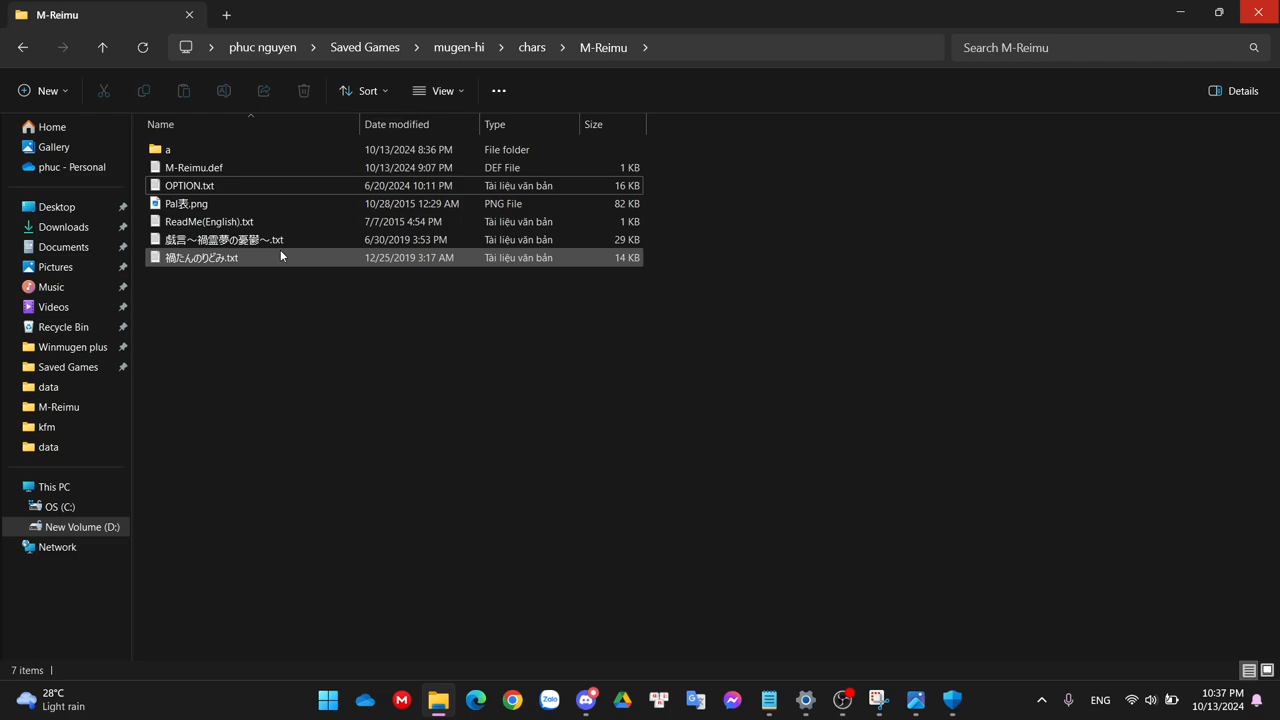 M-Reimu
phuc nguyen > Saved Games > mugen-hi > chars > M-Reimu >
Search M-Reimu
New
Sort
View
Details
Name Date modified Type Size
a 10/13/2024 8:36 PM File folder
M-Reimu.def 10/13/2024 9:07 PM DEF File 1 KB
OPTION.txt 6/20/2024 10:11 PM Tài liệu văn bản 16 KB
Pal表.png 10/28/2015 12:29 AM PNG File 82 KB
ReadMe(English).txt 7/7/2015 4:54 PM Tài liệu văn bản 1 KB
戯言～禍霊夢の憂鬱～.txt 6/30/2019 3:53 PM Tài liệu văn bản 29 KB
禍たんのりどみ.txt 12/25/2019 3:17 AM Tài liệu văn bản 14 KB
Home
Gallery
phuc - Personal
Desktop
Downloads
Documents
Pictures
Music
Videos
Recycle Bin
Winmugen plus
Saved Games
data
M-Reimu
kfm
data
This PC
OS (C:)
New Volume (D:)
Network
7 items
28°C
Light rain
Zalo
ENG
10:37 PM
10/13/2024